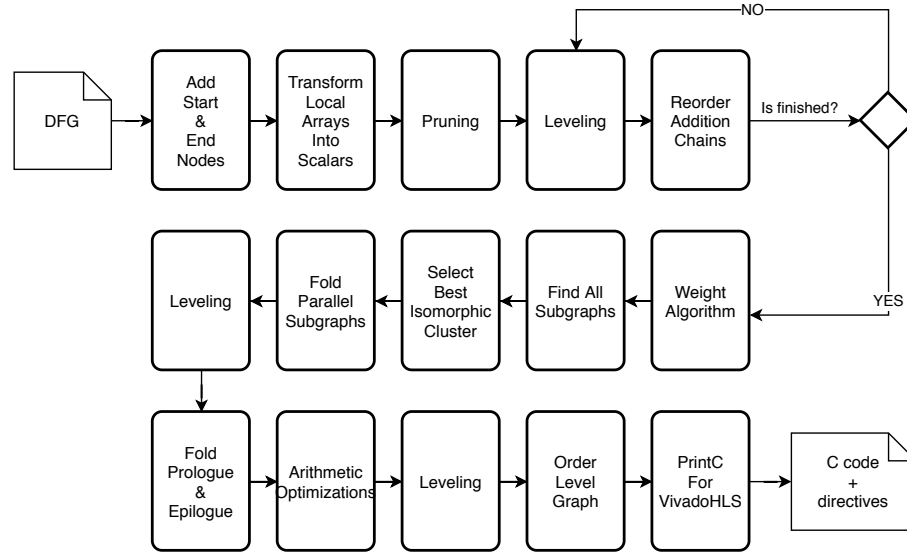 NO
DFG
Add
Start
&
End
Nodes
Transform
Local
Arrays
Into
Scalars
Pruning
Leveling
Reorder
Addition
Chains
Is finished?
YES
Leveling
Fold
Parallel
Subgraphs
Select
Best
Isomorphic
Cluster
Find All
Subgraphs
Weight
Algorithm
Fold
Prologue
&
Epilogue
Arithmetic
Optimizations
Leveling
Order
Level
Graph
PrintC
For
VivadoHLS
C code
+
directives